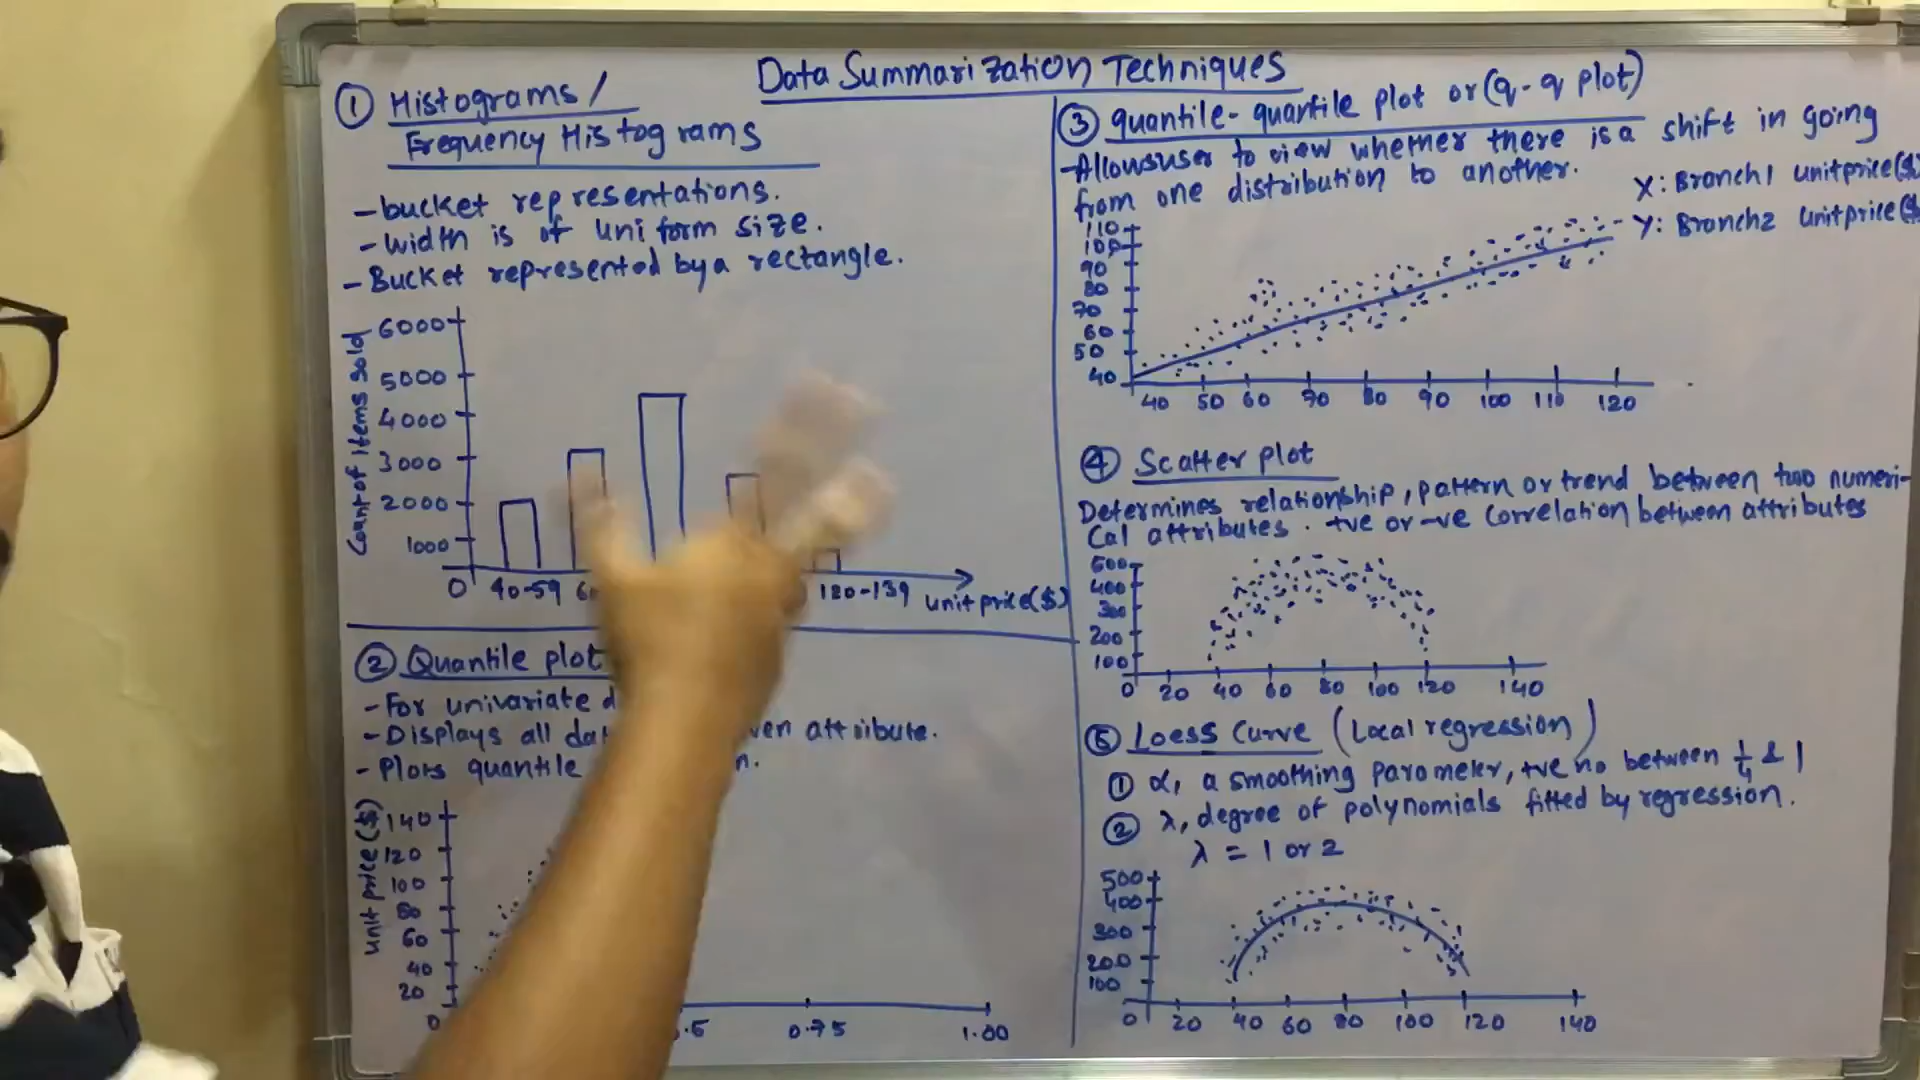 Data Summarization Techniques
① Histograms /
Frequency Histograms
- bucket representations.
- width is of uniform size.
- Bucket represented by a rectangle.
Count of items sold
6000
5000
4000
3000
2000
1000
0 40-59 120-139 unit price($)
② Quantile plot
- For univariate
- Displays all attribute.
- Plots quantile
unit price($)
140
120
100
80
60
40
20
0 0.75 1.00
③ quantile-quantile plot or (q-q plot)
- Allows user to view whether there is a shift in going
from one distribution to another.
X: Branch1 unitprice($)
Y: Branch2 unitprice($
110
100
90
80
70
60
50
40
40 50 60 70 80 90 100 110 120
④ Scatter plot
Determines relationship, pattern or trend between two numeri-
cal attributes. +ve or -ve correlation between attributes
500
400
300
200
100
0 20 40 60 80 100 120 140
⑤ Loess Curve (Local regression)
① α, a smoothing parameter, +ve no between 1/4 & 1
② λ, degree of polynomials fitted by regression.
λ = 1 or 2
500
400
300
200
100
0 20 40 60 80 100 120 140